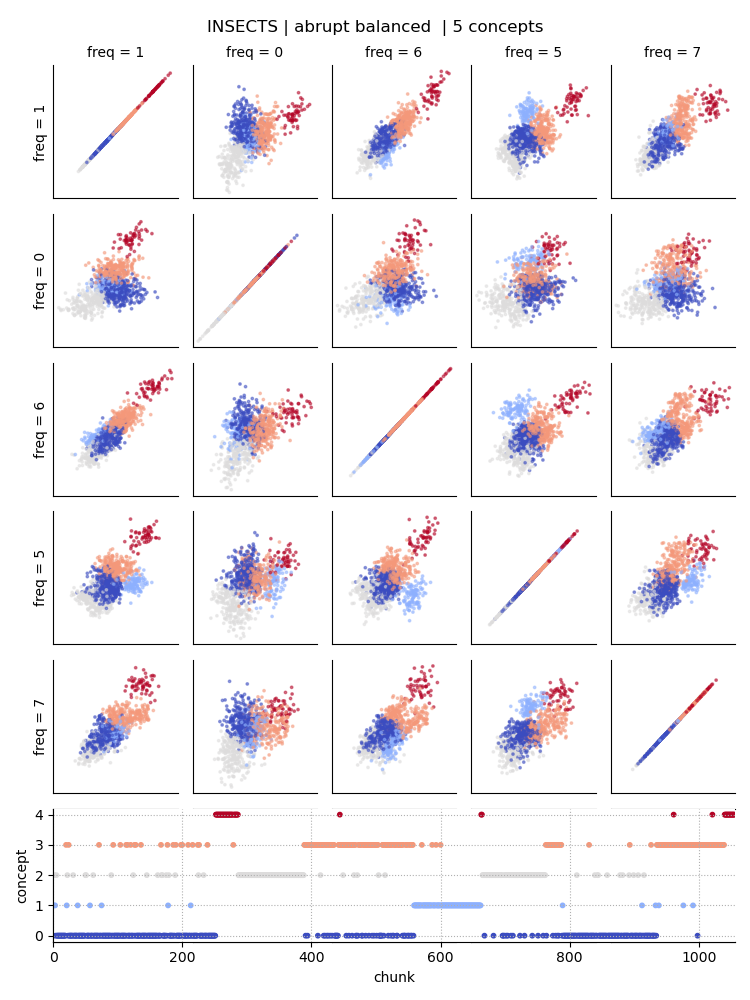 INSECTS | abrupt balanced | 5 concepts
freq = 1 freq = 0 freq = 6 freq = 5 freq = 7
freq = 1
freq = 0
freq = 6
freq = 5
freq = 7
4
3
2
1
0
concept
0 200 400 600 800 1000
chunk